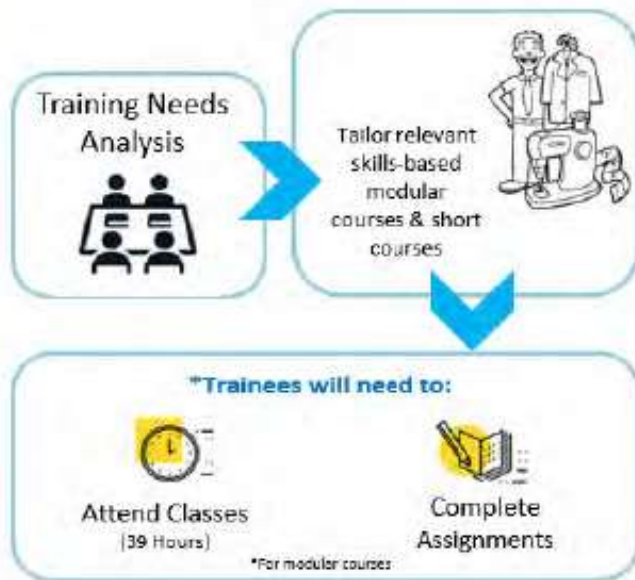 Training Needs
Analysis
Tailor relevant
skills-based
modular
courses & short
courses
*Trainees will need to:
Attend Classes
(39 Hours)
Complete
Assignments
*For modular courses